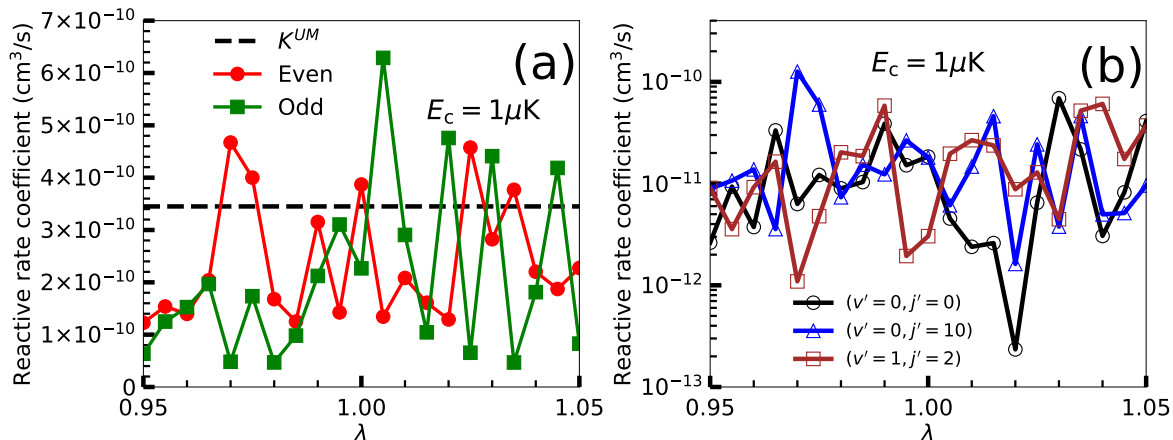 Reactive rate coefficient (cm³/s)
7×10⁻¹⁰
6×10⁻¹⁰
5×10⁻¹⁰
4×10⁻¹⁰
3×10⁻¹⁰
2×10⁻¹⁰
1×10⁻¹⁰
0
K^{UM}
Even
Odd
(a)
E_c = 1μK
0.95
1.00
1.05
λ
Reactive rate coefficient (cm³/s)
10⁻¹⁰
10⁻¹¹
10⁻¹²
10⁻¹³
E_c = 1μK
(b)
(v′ = 0, j′ = 0)
(v′ = 0, j′ = 10)
(v′ = 1, j′ = 2)
0.95
1.00
1.05
λ